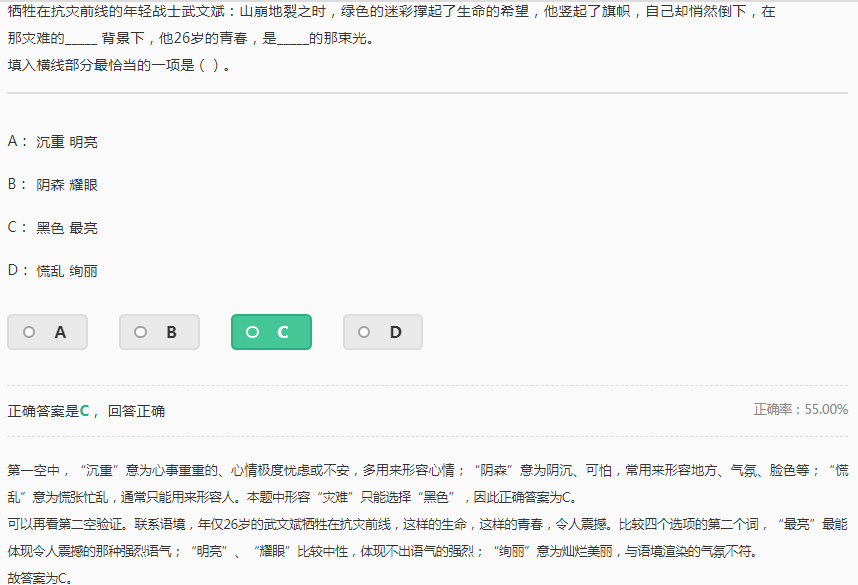 牺牲在抗灾前线的年轻战士武文斌：山崩地裂之时，绿色的迷彩撑起了生命的希望，他竖起了旗帜，自己却悄然倒下，在
那灾难的_____ 背景下，他26岁的青春，是_____的那束光。
填入横线部分最恰当的一项是（ ）。
A： 沉重 明亮
B： 阴森 耀眼
C： 黑色 最亮
D： 慌乱 绚丽
A B C D
正确答案是C， 回答正确 正确率：55.00%
第一空中，“沉重”意为心事重重的、心情极度忧虑或不安，多用来形容心情；“阴森”意为阴沉、可怕，常用来形容地方、气氛、脸色等；“慌
乱”意为慌张忙乱，通常只能用来形容人。本题中形容“灾难”只能选择“黑色”，因此正确答案为C。
可以再看第二空验证。联系语境，年仅26岁的武文斌牺牲在抗灾前线，这样的生命，这样的青春，令人震撼。比较四个选项的第二个词，“最亮”最能
体现令人震撼的那种强烈语气；“明亮”、“耀眼”比较中性，体现不出语气的强烈；“绚丽”意为灿烂美丽，与语境渲染的气氛不符。
故答案为C。